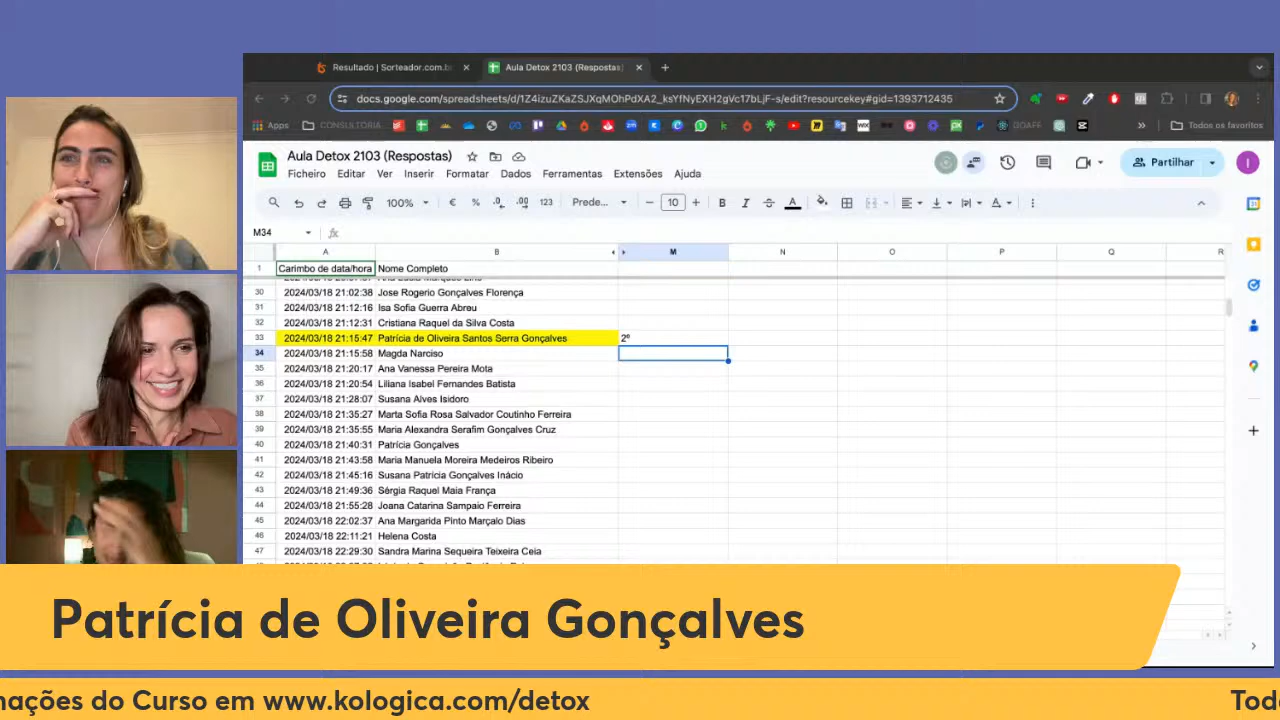 Resultado | Sorteador.com.b
Aula Detox 2103 (Respostas)
docs.google.com/spreadsheets/d/1Z4izuZKaZSJXqMOhPdXA2_ksYfNyEXH2gVc17bLjF-s/edit?resourcekey#gid=1393712435
Apps
CONSULTORIA
Todos os favoritos
Aula Detox 2103 (Respostas)
Ficheiro Editar Ver Inserir Formatar Dados Ferramentas Extensões Ajuda
Partilhar
I
100% € % .0 .00 123 Prede... 10 B I A
M34 fx
A B M N O P Q R
1 Carimbo de data/hora Nome Completo
30 2024/03/18 21:02:38 Jose Rogerio Gonçalves Florença
31 2024/03/18 21:12:16 Isa Sofia Guerra Abreu
32 2024/03/18 21:12:31 Cristiana Raquel da Silva Costa
33 2024/03/18 21:15:47 Patrícia de Oliveira Santos Serra Gonçalves 2º
34 2024/03/18 21:15:58 Magda Narciso
35 2024/03/18 21:20:17 Ana Vanessa Pereira Mota
36 2024/03/18 21:20:54 Liliana Isabel Fernandes Batista
37 2024/03/18 21:28:07 Susana Alves Isidoro
38 2024/03/18 21:35:27 Marta Sofia Rosa Salvador Coutinho Ferreira
39 2024/03/18 21:35:55 Maria Alexandra Serafim Gonçalves Cruz
40 2024/03/18 21:40:31 Patrícia Gonçalves
41 2024/03/18 21:43:58 Maria Manuela Moreira Medeiros Ribeiro
42 2024/03/18 21:45:16 Susana Patrícia Gonçalves Inácio
43 2024/03/18 21:49:36 Sérgia Raquel Maia França
44 2024/03/18 21:55:28 Joana Catarina Sampaio Ferreira
45 2024/03/18 22:02:37 Ana Margarida Pinto Marçalo Dias
46 2024/03/18 22:11:21 Helena Costa
47 2024/03/18 22:29:30 Sandra Marina Sequeira Teixeira Ceia
Patrícia de Oliveira Gonçalves
mações do Curso em www.kologica.com/detox Tod